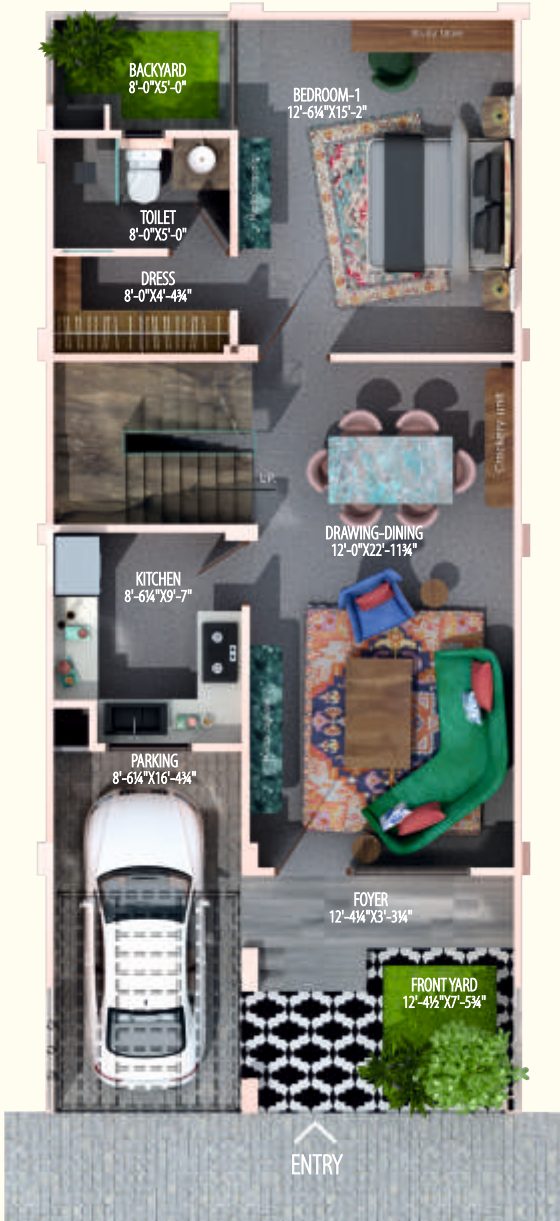 Study table
BACKYARD
8'-0"X5'-0"
BEDROOM-1
12'-6¼"X15'-2"
TOILET
8'-0"X5'-0"
DRESS
8'-0"X4'-4¾"
Crockery unit
UP
DRAWING-DINING
12'-0"X22'-11¾"
KITCHEN
8'-6¼"X9'-7"
PARKING
8'-6¼"X16'-4¾"
FOYER
12'-4¼"X3'-3¼"
FRONT YARD
12'-4½"X7'-5¾"
ENTRY